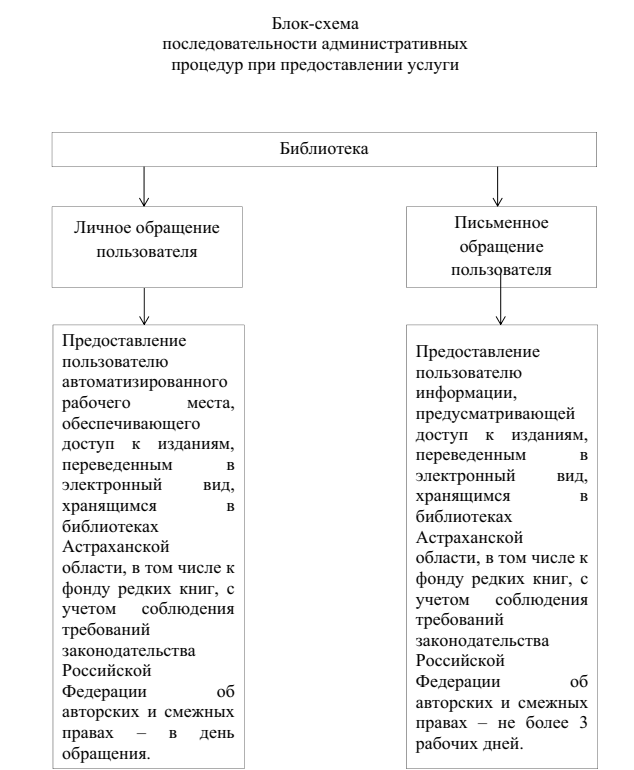 Блок-схема
последовательности административных
процедур при предоставлении услуги
Библиотека
Личное обращение
пользователя
Письменное
обращение
пользователя
Предоставление
пользователю
автоматизированного
рабочего места,
обеспечивающего
доступ к изданиям,
переведенным в
электронный вид,
хранящимся в
библиотеках
Астраханской
области, в том числе к
фонду редких книг, с
учетом соблюдения
требований
законодательства
Российской
Федерации об
авторских и смежных
правах – в день
обращения.
Предоставление
пользователю
информации,
предусматривающей
доступ к изданиям,
переведенным в
электронный вид,
хранящимся в
библиотеках
Астраханской
области, в том числе к
фонду редких книг, с
учетом соблюдения
требований
законодательства
Российской
Федерации об
авторских и смежных
правах – не более 3
рабочих дней.